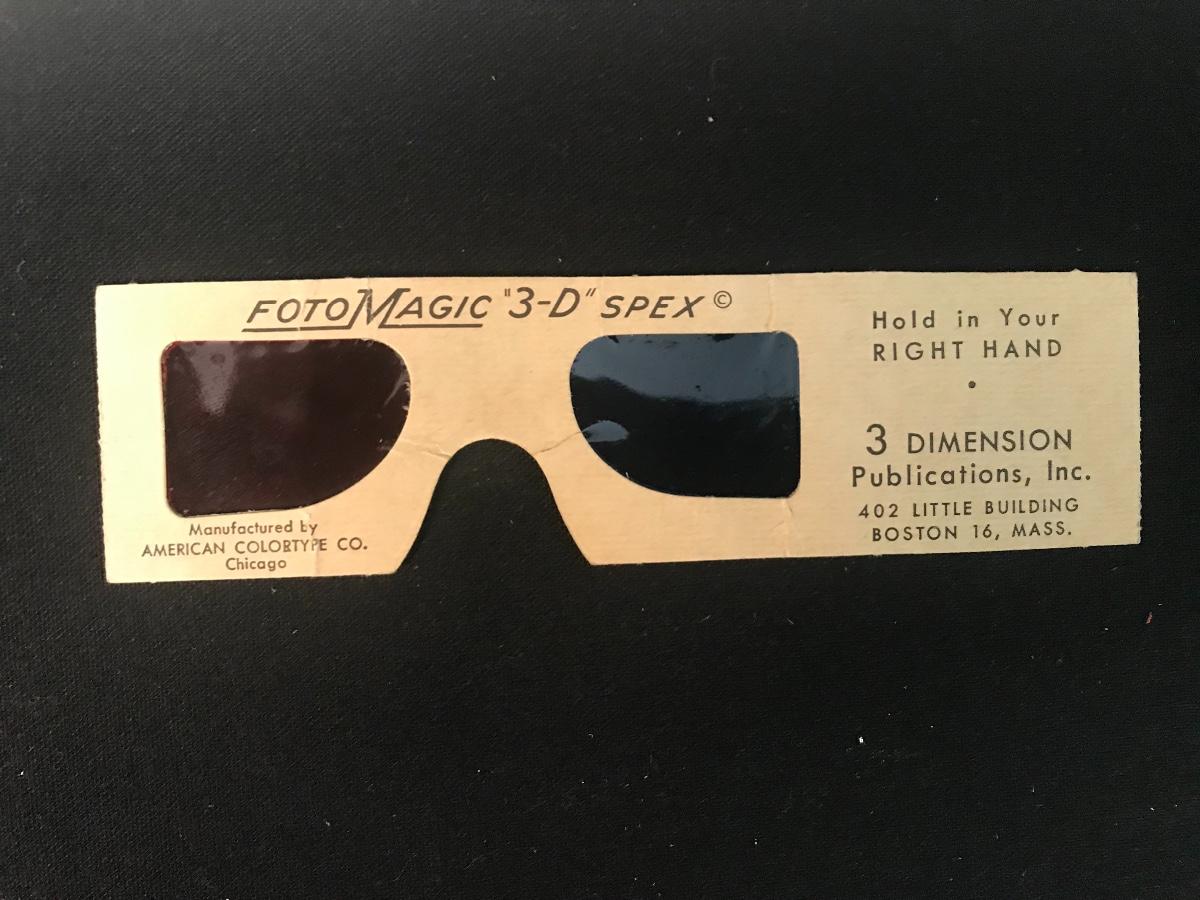 FOTOMAGIC "3-D" SPEX ©
Hold in Your
RIGHT HAND
•
3 DIMENSION
Publications, Inc.
402 LITTLE BUILDING
BOSTON 16, MASS.
Manufactured by
AMERICAN COLORTYPE CO.
Chicago